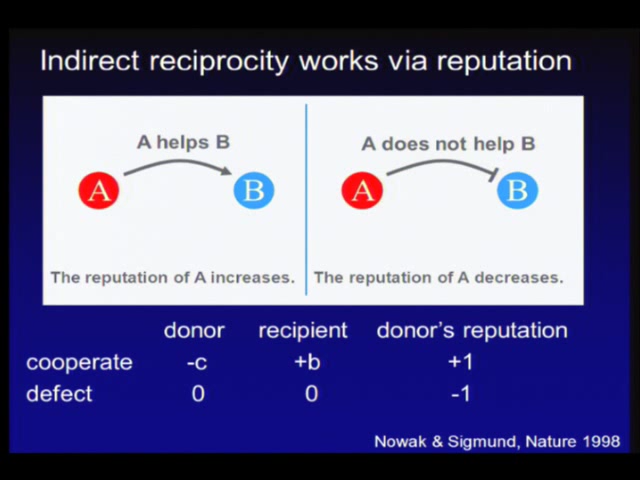 Indirect reciprocity works via reputation
A helps B
A does not help B
A B
A B
The reputation of A increases.
The reputation of A decreases.
donor recipient donor's reputation
cooperate -c +b +1
defect 0 0 -1
Nowak & Sigmund, Nature 1998